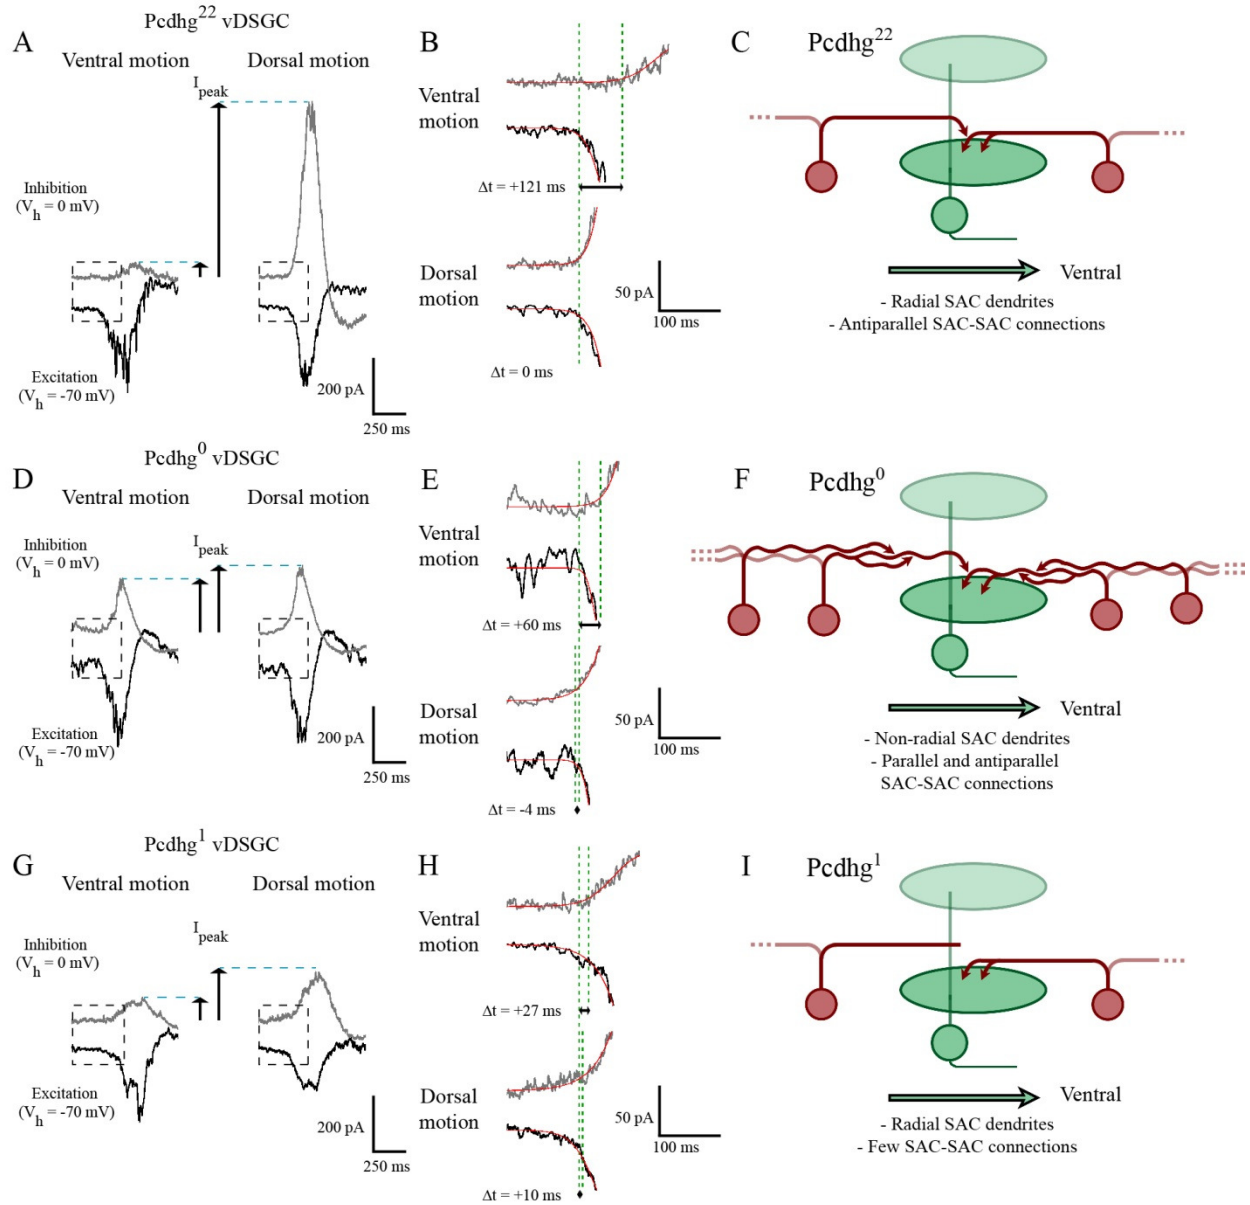 Pcdhg22 vDSGC
A
Ventral motion
Dorsal motion
Ipeak
Inhibition
(V_h = 0 mV)
Excitation
(V_h = -70 mV)
200 pA
250 ms
B
Ventral
motion
Δt = +121 ms
Dorsal
motion
Δt = 0 ms
50 pA
100 ms
C
Pcdhg22
Ventral
- Radial SAC dendrites
- Antiparallel SAC-SAC connections
Pcdhg0 vDSGC
D
Ventral motion
Dorsal motion
Ipeak
Inhibition
(V_h = 0 mV)
Excitation
(V_h = -70 mV)
200 pA
250 ms
E
Ventral
motion
Δt = +60 ms
Dorsal
motion
Δt = -4 ms
50 pA
100 ms
F
Pcdhg0
Ventral
- Non-radial SAC dendrites
- Parallel and antiparallel
SAC-SAC connections
Pcdhg1 vDSGC
G
Ventral motion
Dorsal motion
Ipeak
Inhibition
(V_h = 0 mV)
Excitation
(V_h = -70 mV)
200 pA
250 ms
H
Ventral
motion
Δt = +27 ms
Dorsal
motion
Δt = +10 ms
50 pA
100 ms
I
Pcdhg1
Ventral
- Radial SAC dendrites
- Few SAC-SAC connections